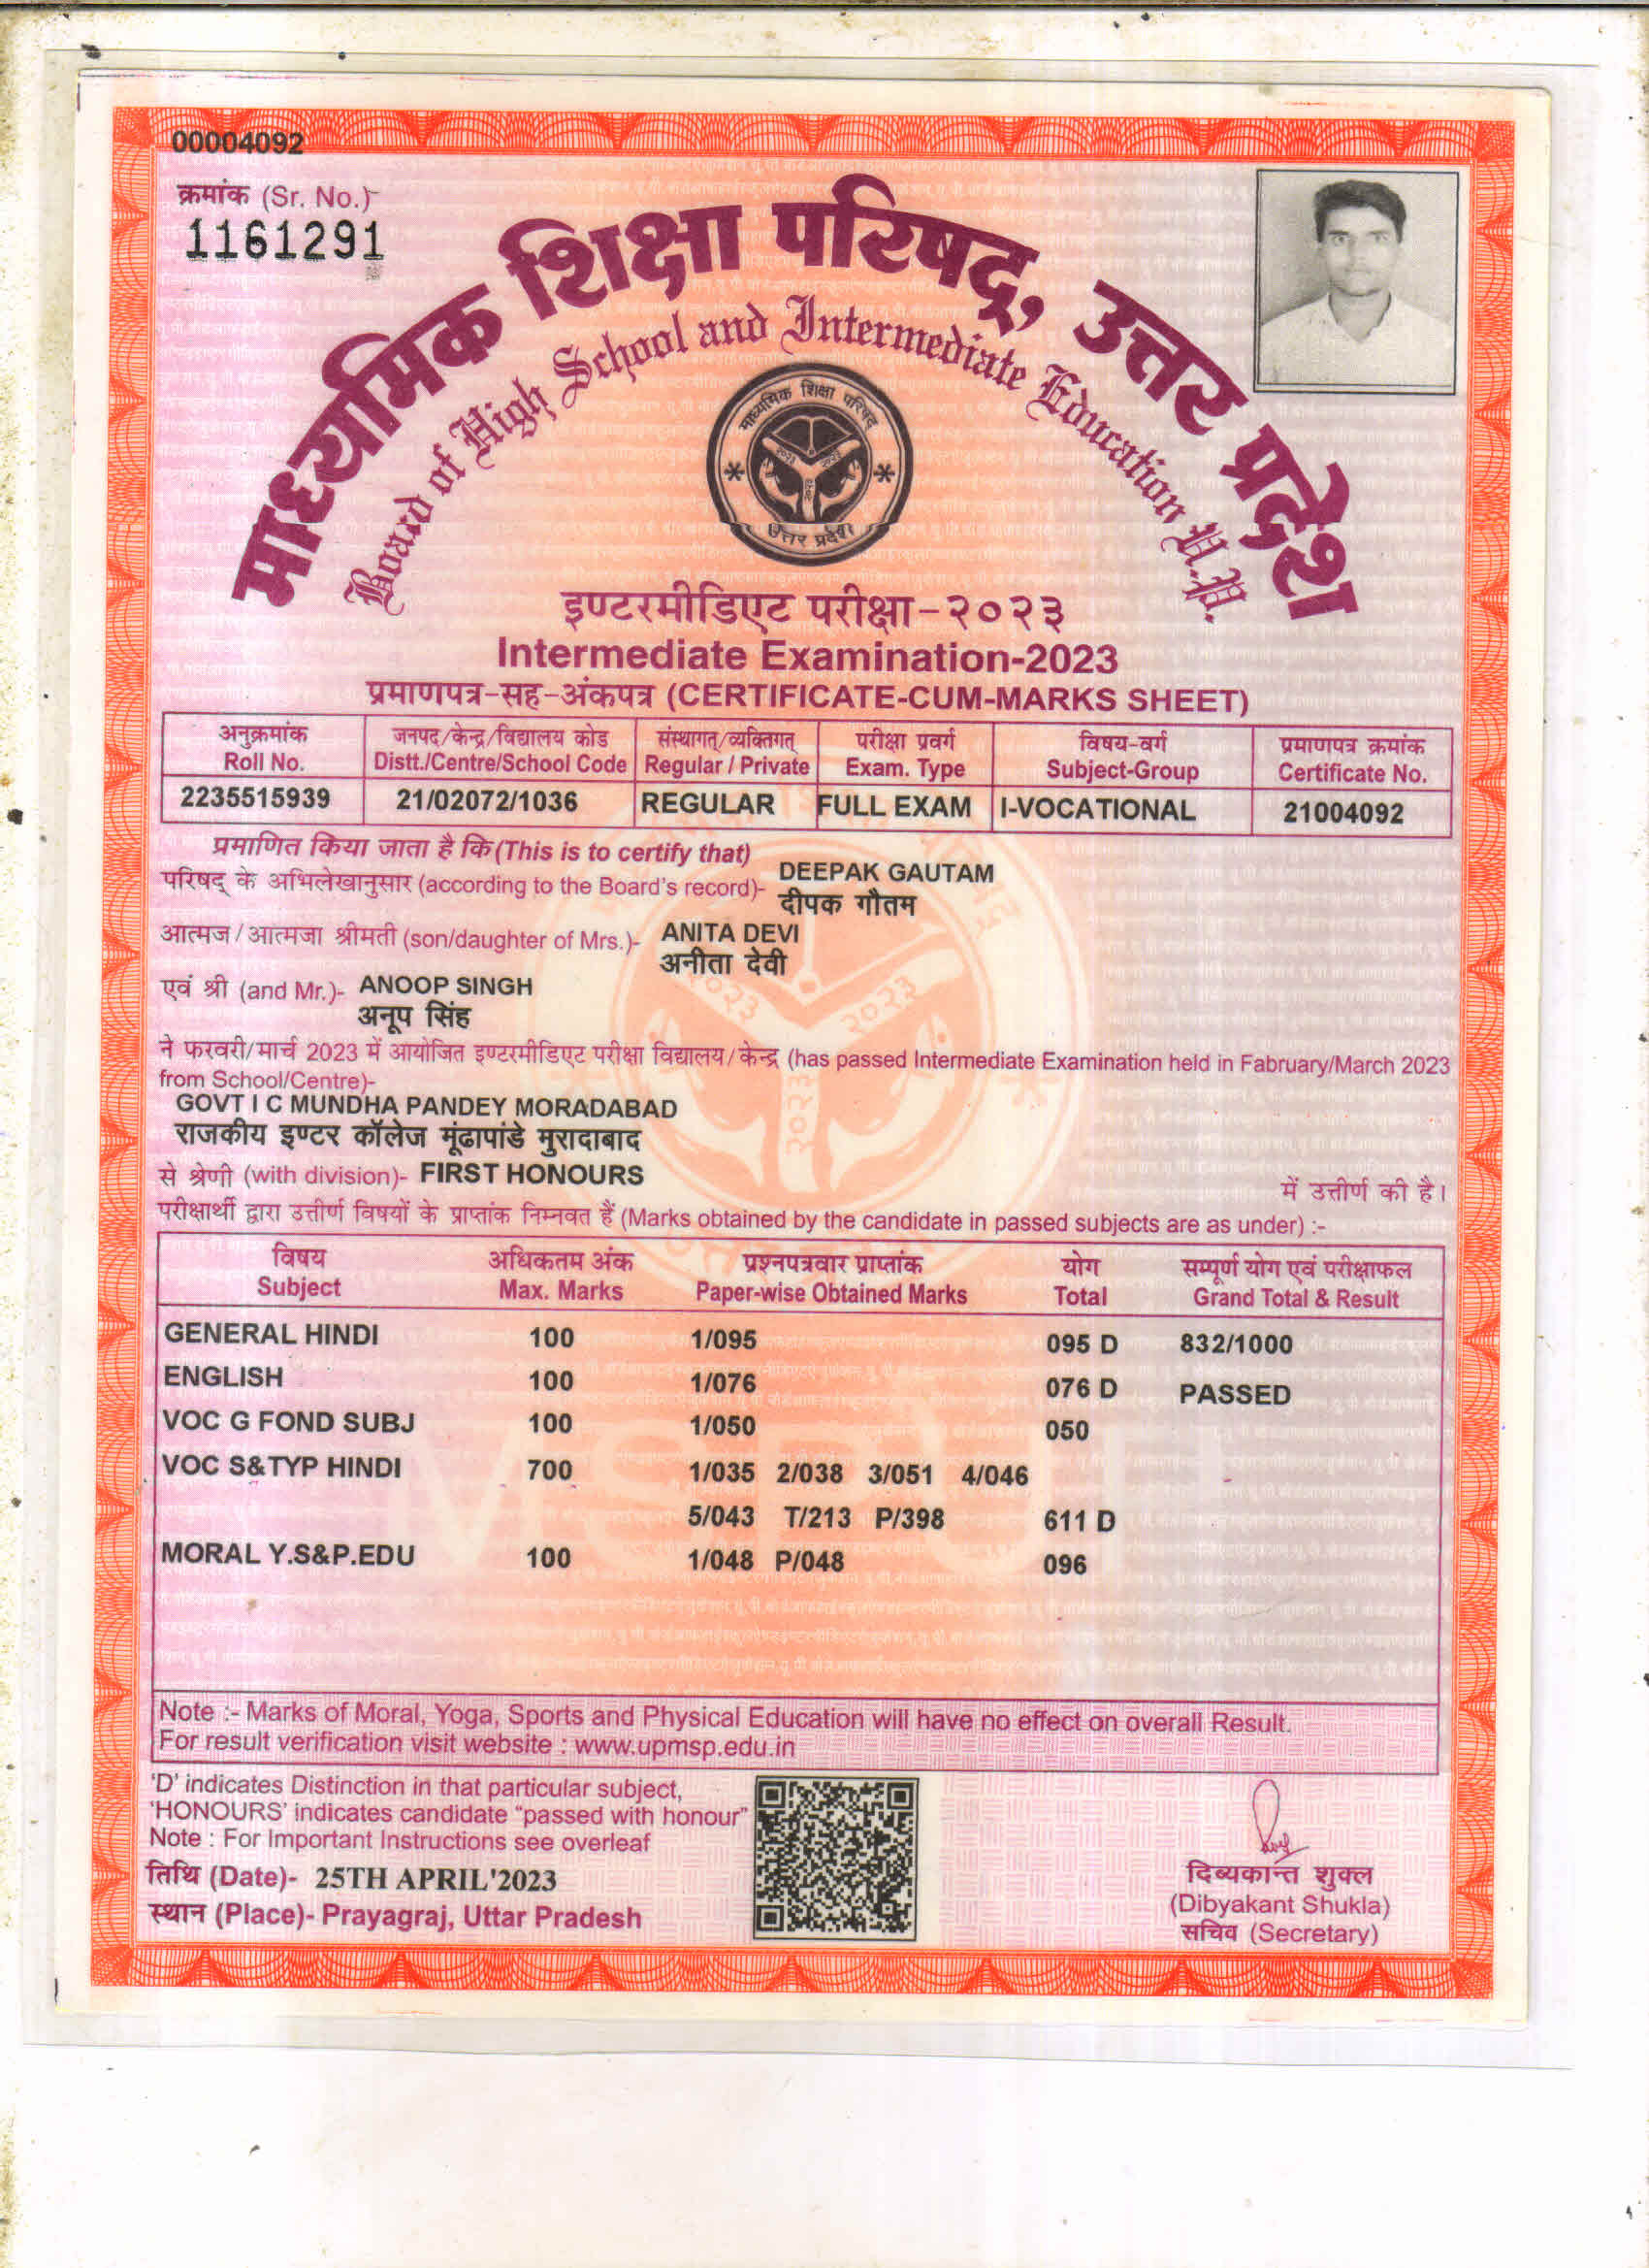 00004092
क्रमांक (Sr. No.)
1161291
माध्यमिक शिक्षा परिषद्, उत्तर प्रदेश
Board of High School and Intermediate Education U.P.
माध्यमिक शिक्षा परिषद
२०२३ २०२३
२०२३
उत्तर प्रदेश
इण्टरमीडिएट परीक्षा-२०२३
Intermediate Examination-2023
प्रमाणपत्र-सह-अंकपत्र (CERTIFICATE-CUM-MARKS SHEET)
अनुक्रमांक जनपद/केन्द्र/विद्यालय कोड संस्थागत्/व्यक्तिगत् परीक्षा प्रवर्ग विषय-वर्ग प्रमाणपत्र क्रमांक
Roll No. Distt./Centre/School Code Regular / Private Exam. Type Subject-Group Certificate No.
2235515939 21/02072/1036 REGULAR FULL EXAM I-VOCATIONAL 21004092
प्रमाणित किया जाता है कि (This is to certify that)
परिषद् के अभिलेखानुसार (according to the Board's record)- DEEPAK GAUTAM
दीपक गौतम
आत्मज / आत्मजा श्रीमती (son/daughter of Mrs.)- ANITA DEVI
अनीता देवी
एवं श्री (and Mr.)- ANOOP SINGH
अनूप सिंह
ने फरवरी/मार्च 2023 में आयोजित इण्टरमीडिएट परीक्षा विद्यालय/केन्द्र (has passed Intermediate Examination held in Fabruary/March 2023
from School/Centre)-
GOVT I C MUNDHA PANDEY MORADABAD
राजकीय इण्टर कॉलेज मूंढापांडे मुरादाबाद
से श्रेणी (with division)- FIRST HONOURS में उत्तीर्ण की है।
परीक्षार्थी द्वारा उत्तीर्ण विषयों के प्राप्तांक निम्नवत हैं (Marks obtained by the candidate in passed subjects are as under) :-
विषय अधिकतम अंक प्रश्नपत्रवार प्राप्तांक योग सम्पूर्ण योग एवं परीक्षाफल
Subject Max. Marks Paper-wise Obtained Marks Total Grand Total & Result
GENERAL HINDI 100 1/095 095 D 832/1000
ENGLISH 100 1/076 076 D PASSED
VOC G FOND SUBJ 100 1/050 050
VOC S&TYP HINDI 700 1/035 2/038 3/051 4/046
5/043 T/213 P/398 611 D
MORAL Y.S&P.EDU 100 1/048 P/048 096
Note :- Marks of Moral, Yoga, Sports and Physical Education will have no effect on overall Result.
For result verification visit website : www.upmsp.edu.in
'D' indicates Distinction in that particular subject,
'HONOURS' indicates candidate "passed with honour"
Note : For Important Instructions see overleaf
तिथि (Date)- 25TH APRIL'2023
स्थान (Place)- Prayagraj, Uttar Pradesh
दिव्यकान्त शुक्ल
(Dibyakant Shukla)
सचिव (Secretary)